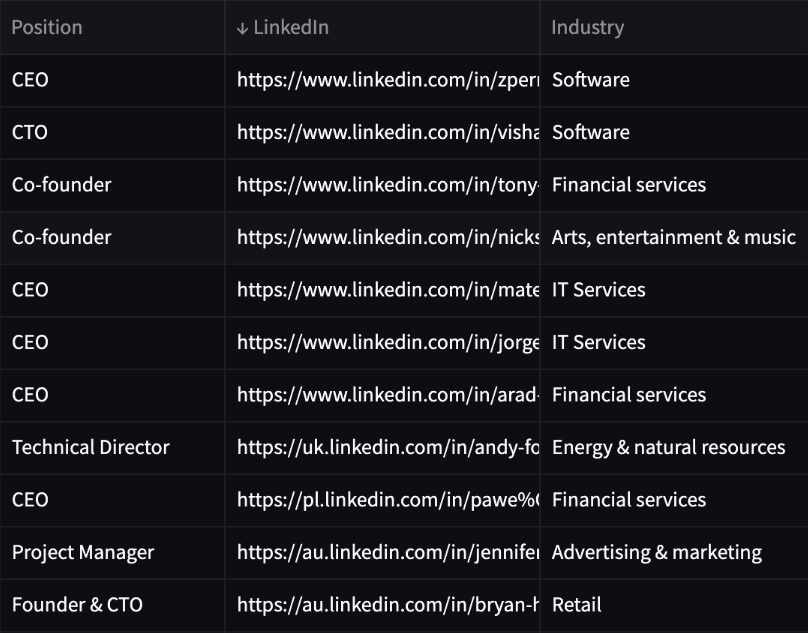 Position ↓ LinkedIn Industry
CEO https://www.linkedin.com/in/zper Software
CTO https://www.linkedin.com/in/visha Software
Co-founder https://www.linkedin.com/in/tony- Financial services
Co-founder https://www.linkedin.com/in/nicks Arts, entertainment & music
CEO https://www.linkedin.com/in/mate IT Services
CEO https://www.linkedin.com/in/jorge IT Services
CEO https://www.linkedin.com/in/arad- Financial services
Technical Director https://uk.linkedin.com/in/andy-fo Energy & natural resources
CEO https://pl.linkedin.com/in/pawe% Financial services
Project Manager https://au.linkedin.com/in/jennife Advertising & marketing
Founder & CTO https://au.linkedin.com/in/bryan- Retail